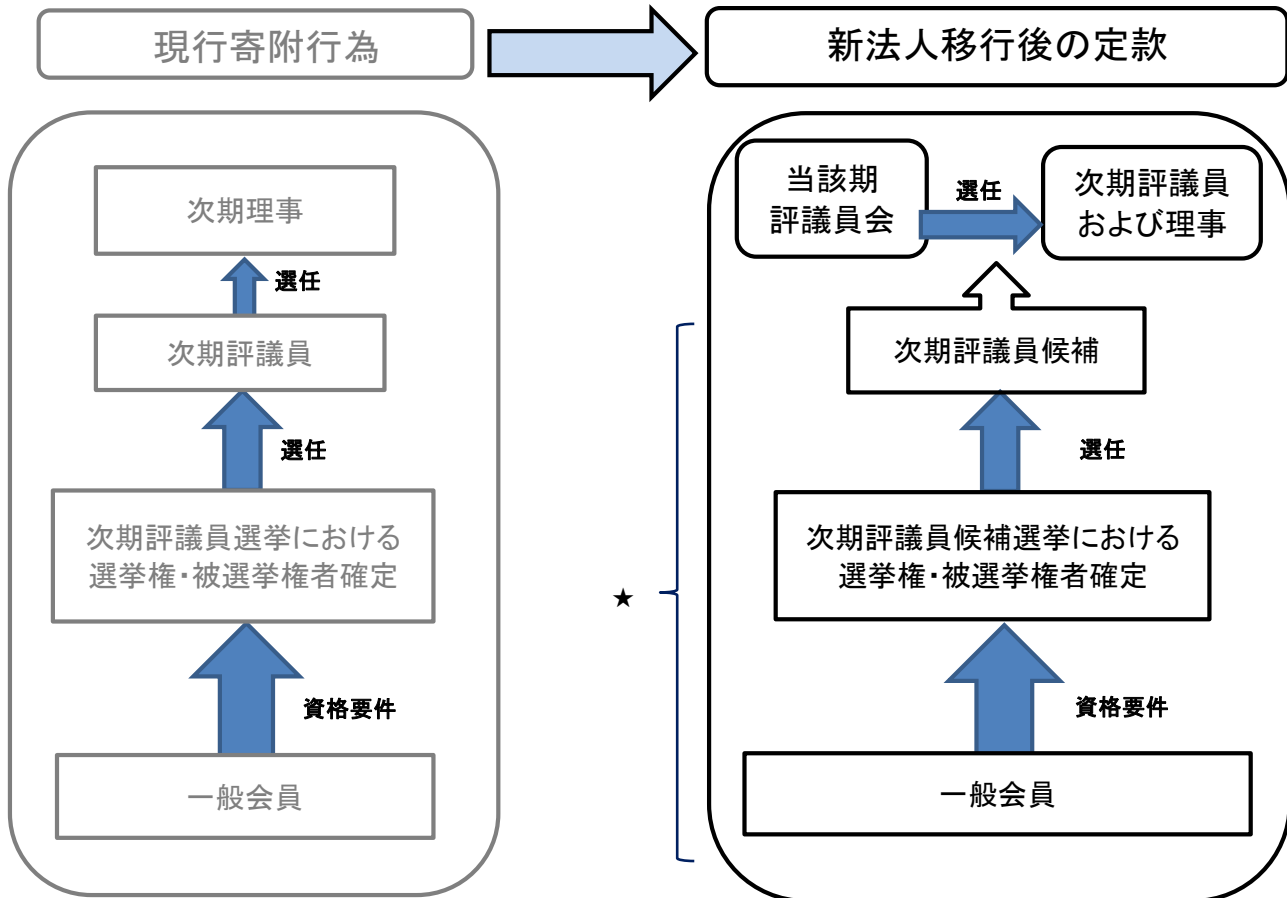 現行寄附行為
新法人移行後の定款
次期理事
選任
次期評議員
選任
次期評議員選挙における
選挙権・被選挙権者確定
資格要件
一般会員
★
当該期
評議員会
選任
次期評議員
および理事
次期評議員候補
選任
次期評議員候補選挙における
選挙権・被選挙権者確定
資格要件
一般会員